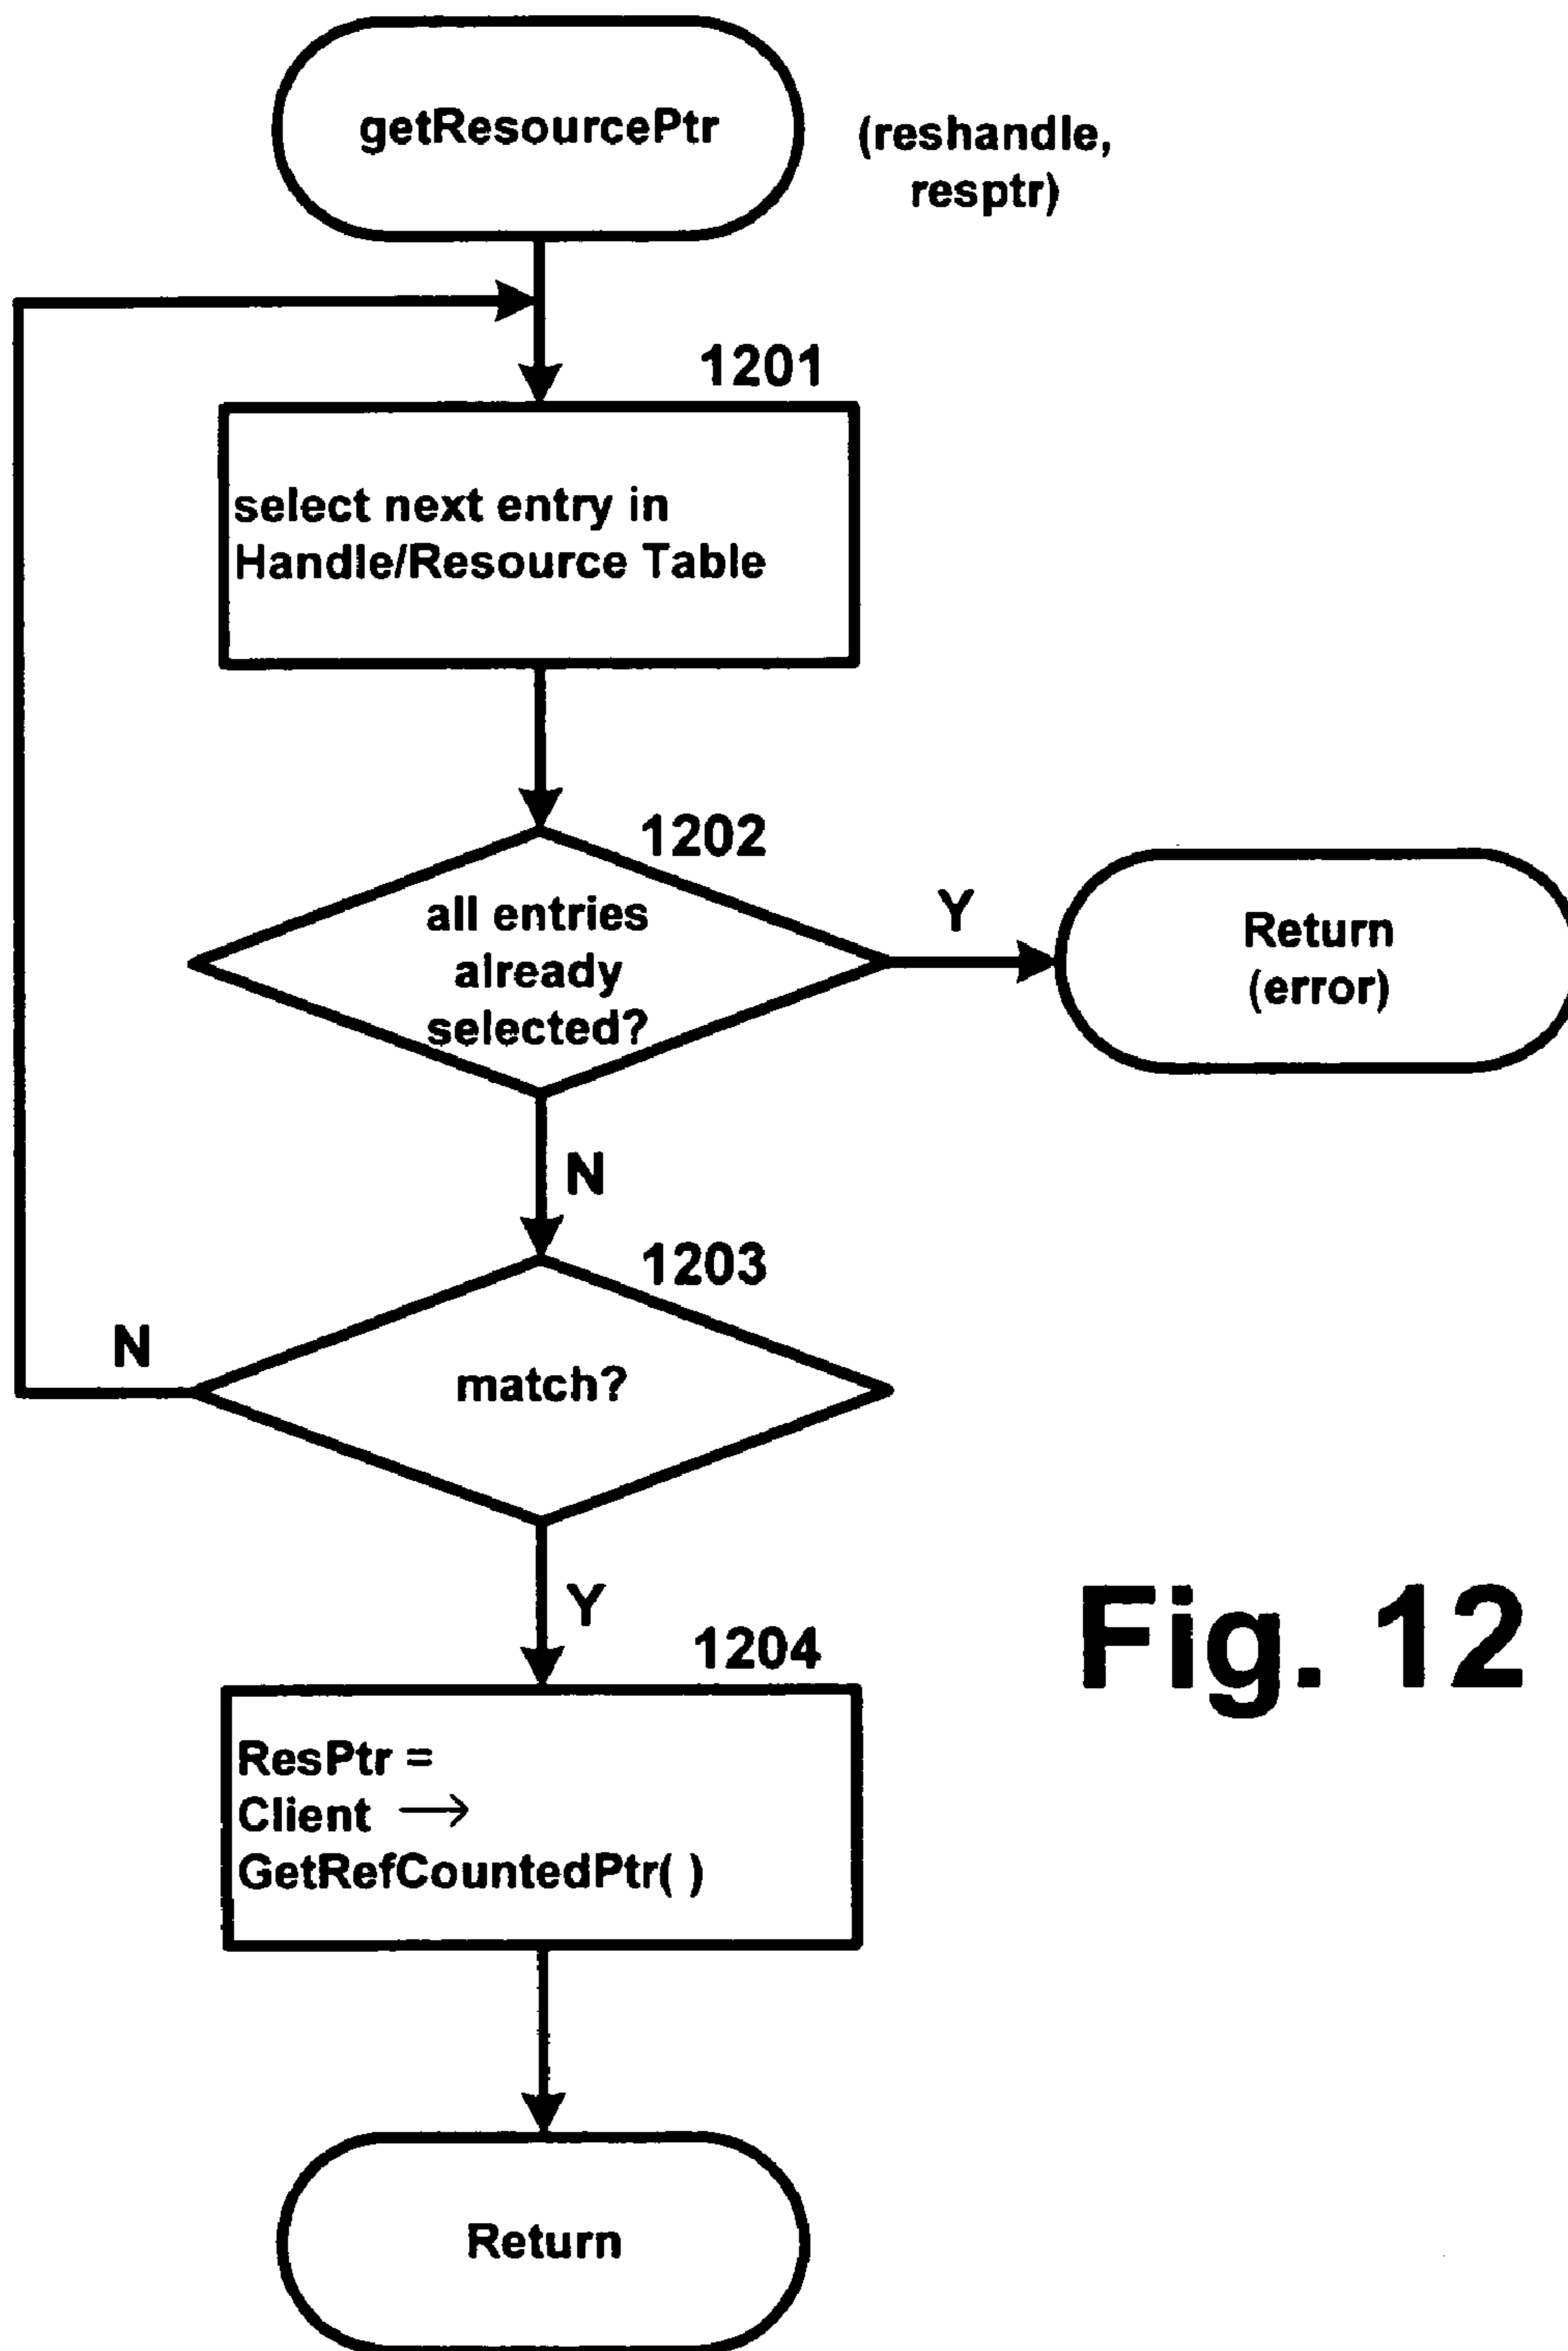 getResourcePtr
(reshandle,
resptr)
1201
select next entry in
Handle/Resource Table
1202
all entries
already
selected?
Y
Return
(error)
N
1203
match?
N
Y
1204
ResPtr =
Client →
GetRefCountedPtr( )
Return
Fig. 12